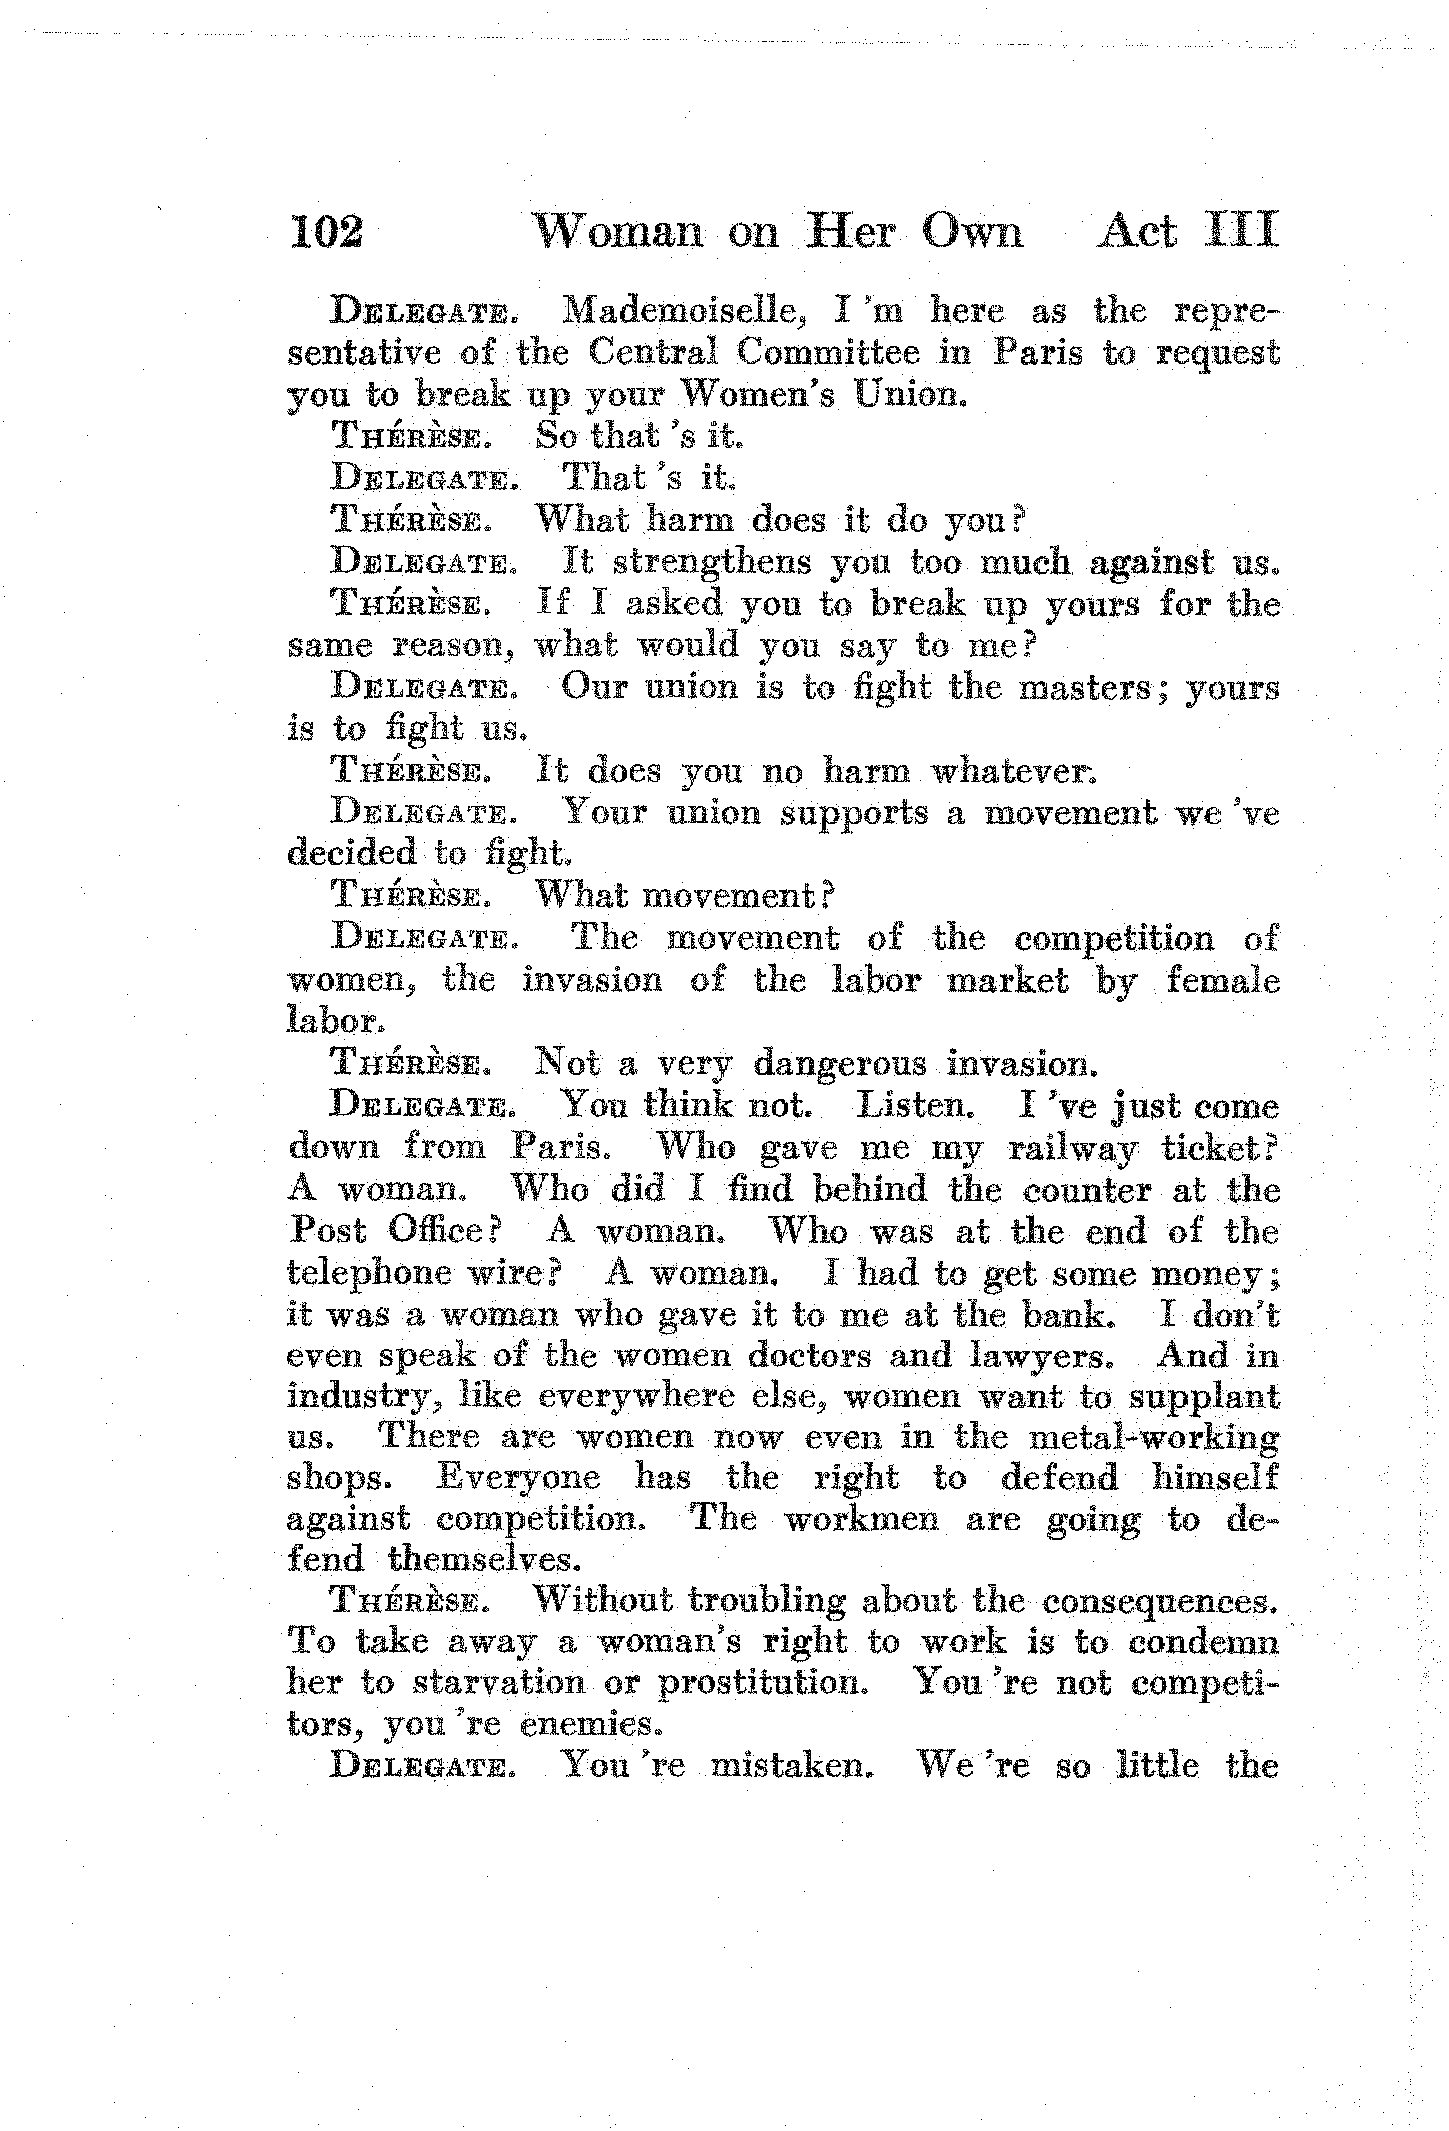 102 Woman on Her Own Act III
DELEGATE. Mademoiselle, I 'm here as the repre-
sentative of the Central Committee in Paris to request
you to break up your Women's Union.
THÉRÈSE. So that 's it.
DELEGATE. That 's it.
THÉRÈSE. What harm does it do you?
DELEGATE. It strengthens you too much against us.
THÉRÈSE. If I asked you to break up yours for the
same reason, what would you say to me?
DELEGATE. Our union is to fight the masters; yours
is to fight us.
THÉRÈSE. It does you no harm whatever.
DELEGATE. Your union supports a movement we 've
decided to fight.
THÉRÈSE. What movement?
DELEGATE. The movement of the competition of
women, the invasion of the labor market by female
labor.
THÉRÈSE. Not a very dangerous invasion.
DELEGATE. You think not. Listen. I 've just come
down from Paris. Who gave me my railway ticket?
A woman. Who did I find behind the counter at the
Post Office? A woman. Who was at the end of the
telephone wire? A woman. I had to get some money;
it was a woman who gave it to me at the bank. I don't
even speak of the women doctors and lawyers. And in
industry, like everywhere else, women want to supplant
us. There are women now even in the metal-working
shops. Everyone has the right to defend himself
against competition. The workmen are going to de-
fend themselves.
THÉRÈSE. Without troubling about the consequences.
To take away a woman's right to work is to condemn
her to starvation or prostitution. You 're not competi-
tors, you 're enemies.
DELEGATE. You 're mistaken. We 're so little the